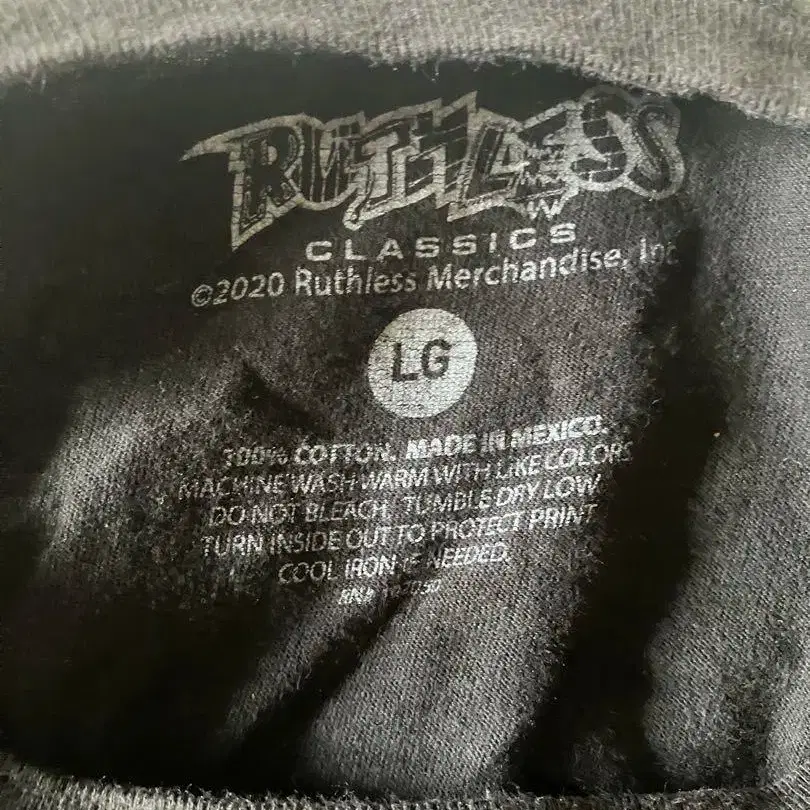 RUTHLESS
CLASSICS
©2020 Ruthless Merchandise, Inc
LG
100% COTTON. MADE IN MEXICO.
MACHINE WASH WARM WITH LIKE COLORS
DO NOT BLEACH. TUMBLE DRY LOW
TURN INSIDE OUT TO PROTECT PRINT
COOL IRON IF NEEDED.
RN#